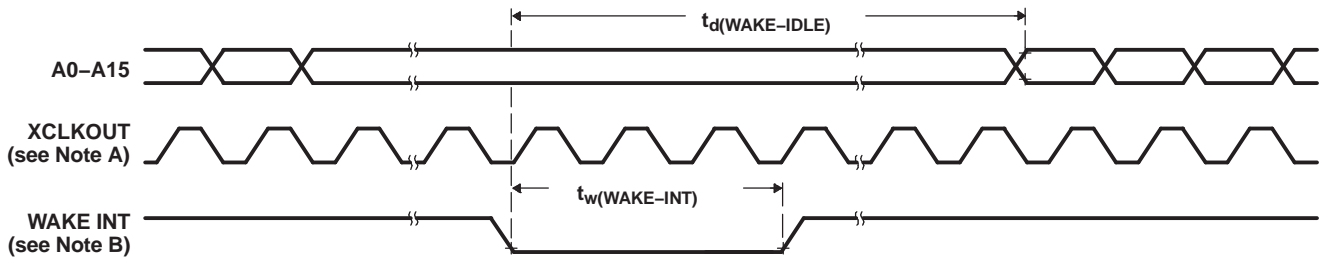 td(WAKE–IDLE)
A0–A15
XCLKOUT
(see Note A)
tw(WAKE–INT)
WAKE INT
(see Note B)